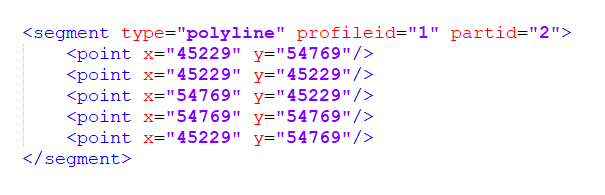 <segment type="polyline" profileid="1" partid="2">
<point x="45229" y="54769"/>
<point x="45229" y="45229"/>
<point x="54769" y="45229"/>
<point x="54769" y="54769"/>
<point x="45229" y="54769"/>
</segment>